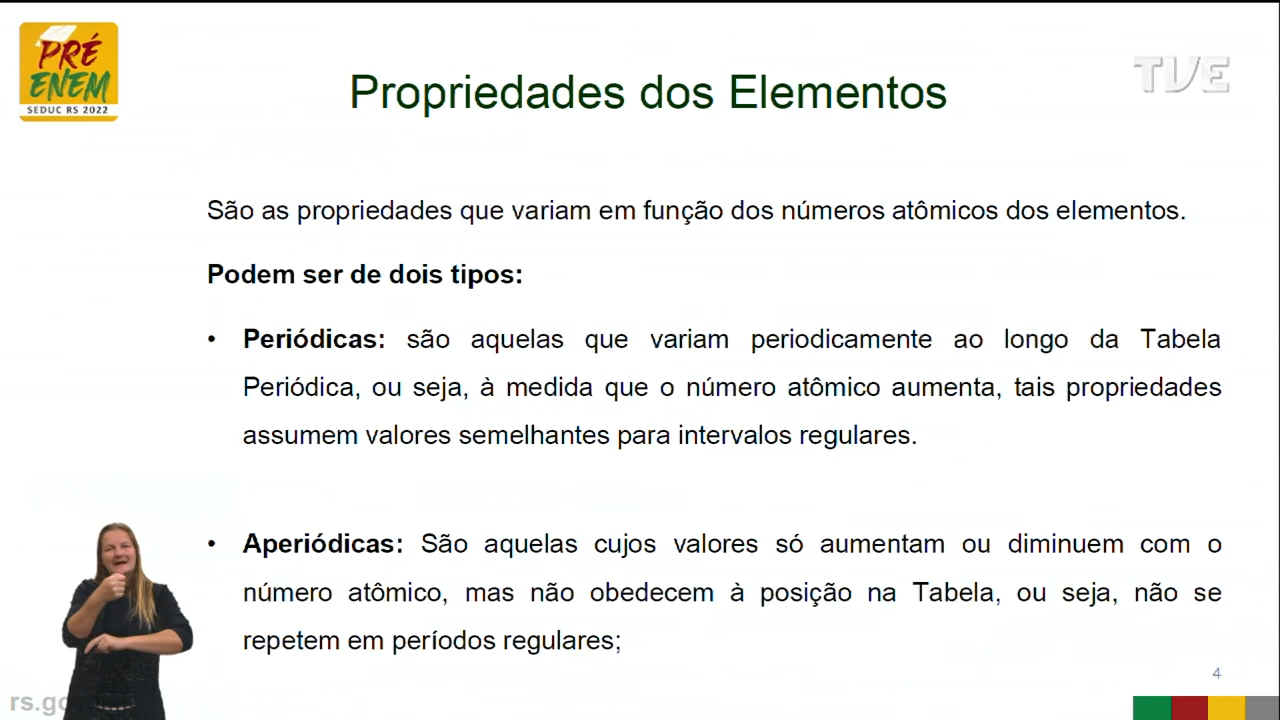 PRÉ
ENEM
SEDUC RS 2022
TVE
Propriedades dos Elementos
São as propriedades que variam em função dos números atômicos dos elementos.
Podem ser de dois tipos:
• Periódicas: são aquelas que variam periodicamente ao longo da Tabela
Periódica, ou seja, à medida que o número atômico aumenta, tais propriedades
assumem valores semelhantes para intervalos regulares.
• Aperiódicas: São aquelas cujos valores só aumentam ou diminuem com o
número atômico, mas não obedecem à posição na Tabela, ou seja, não se
repetem em períodos regulares;
4